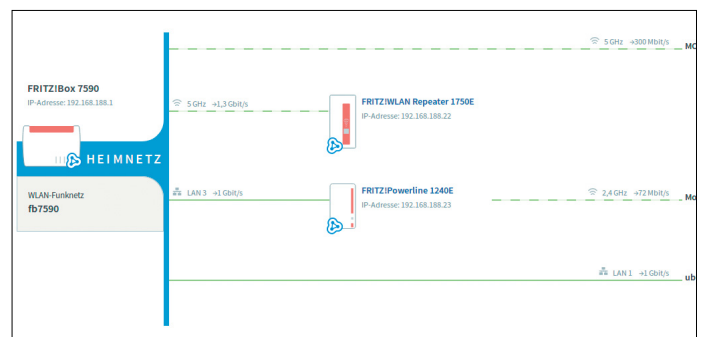 5 GHz →300 Mbit/s
MO
FRITZ!Box 7590
IP-Adresse: 192.168.188.1
5 GHz →1,3 Gbit/s
FRITZ!WLAN Repeater 1750E
IP-Adresse: 192.168.188.22
HEIMNETZ
WLAN-Funknetz
fb7590
LAN 3 →1 Gbit/s
FRITZ!Powerline 1240E
IP-Adresse: 192.168.188.23
2,4 GHz →72 Mbit/s
Mo
LAN 1 →1 Gbit/s
ub